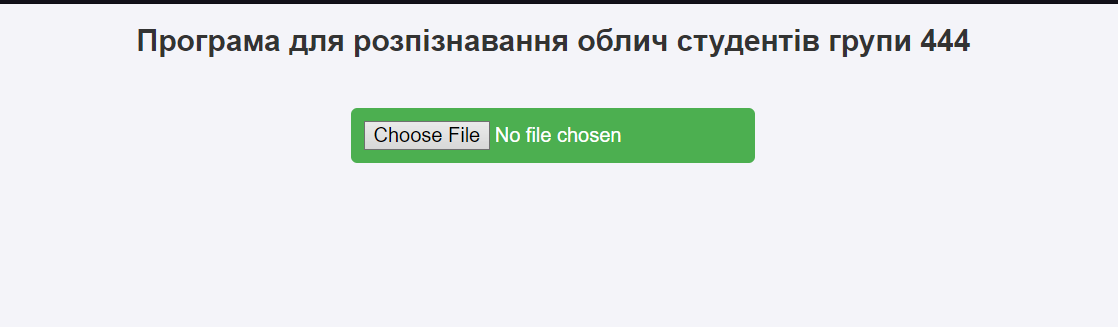 Програма для розпізнавання облич студентів групи 444
Choose File No file chosen